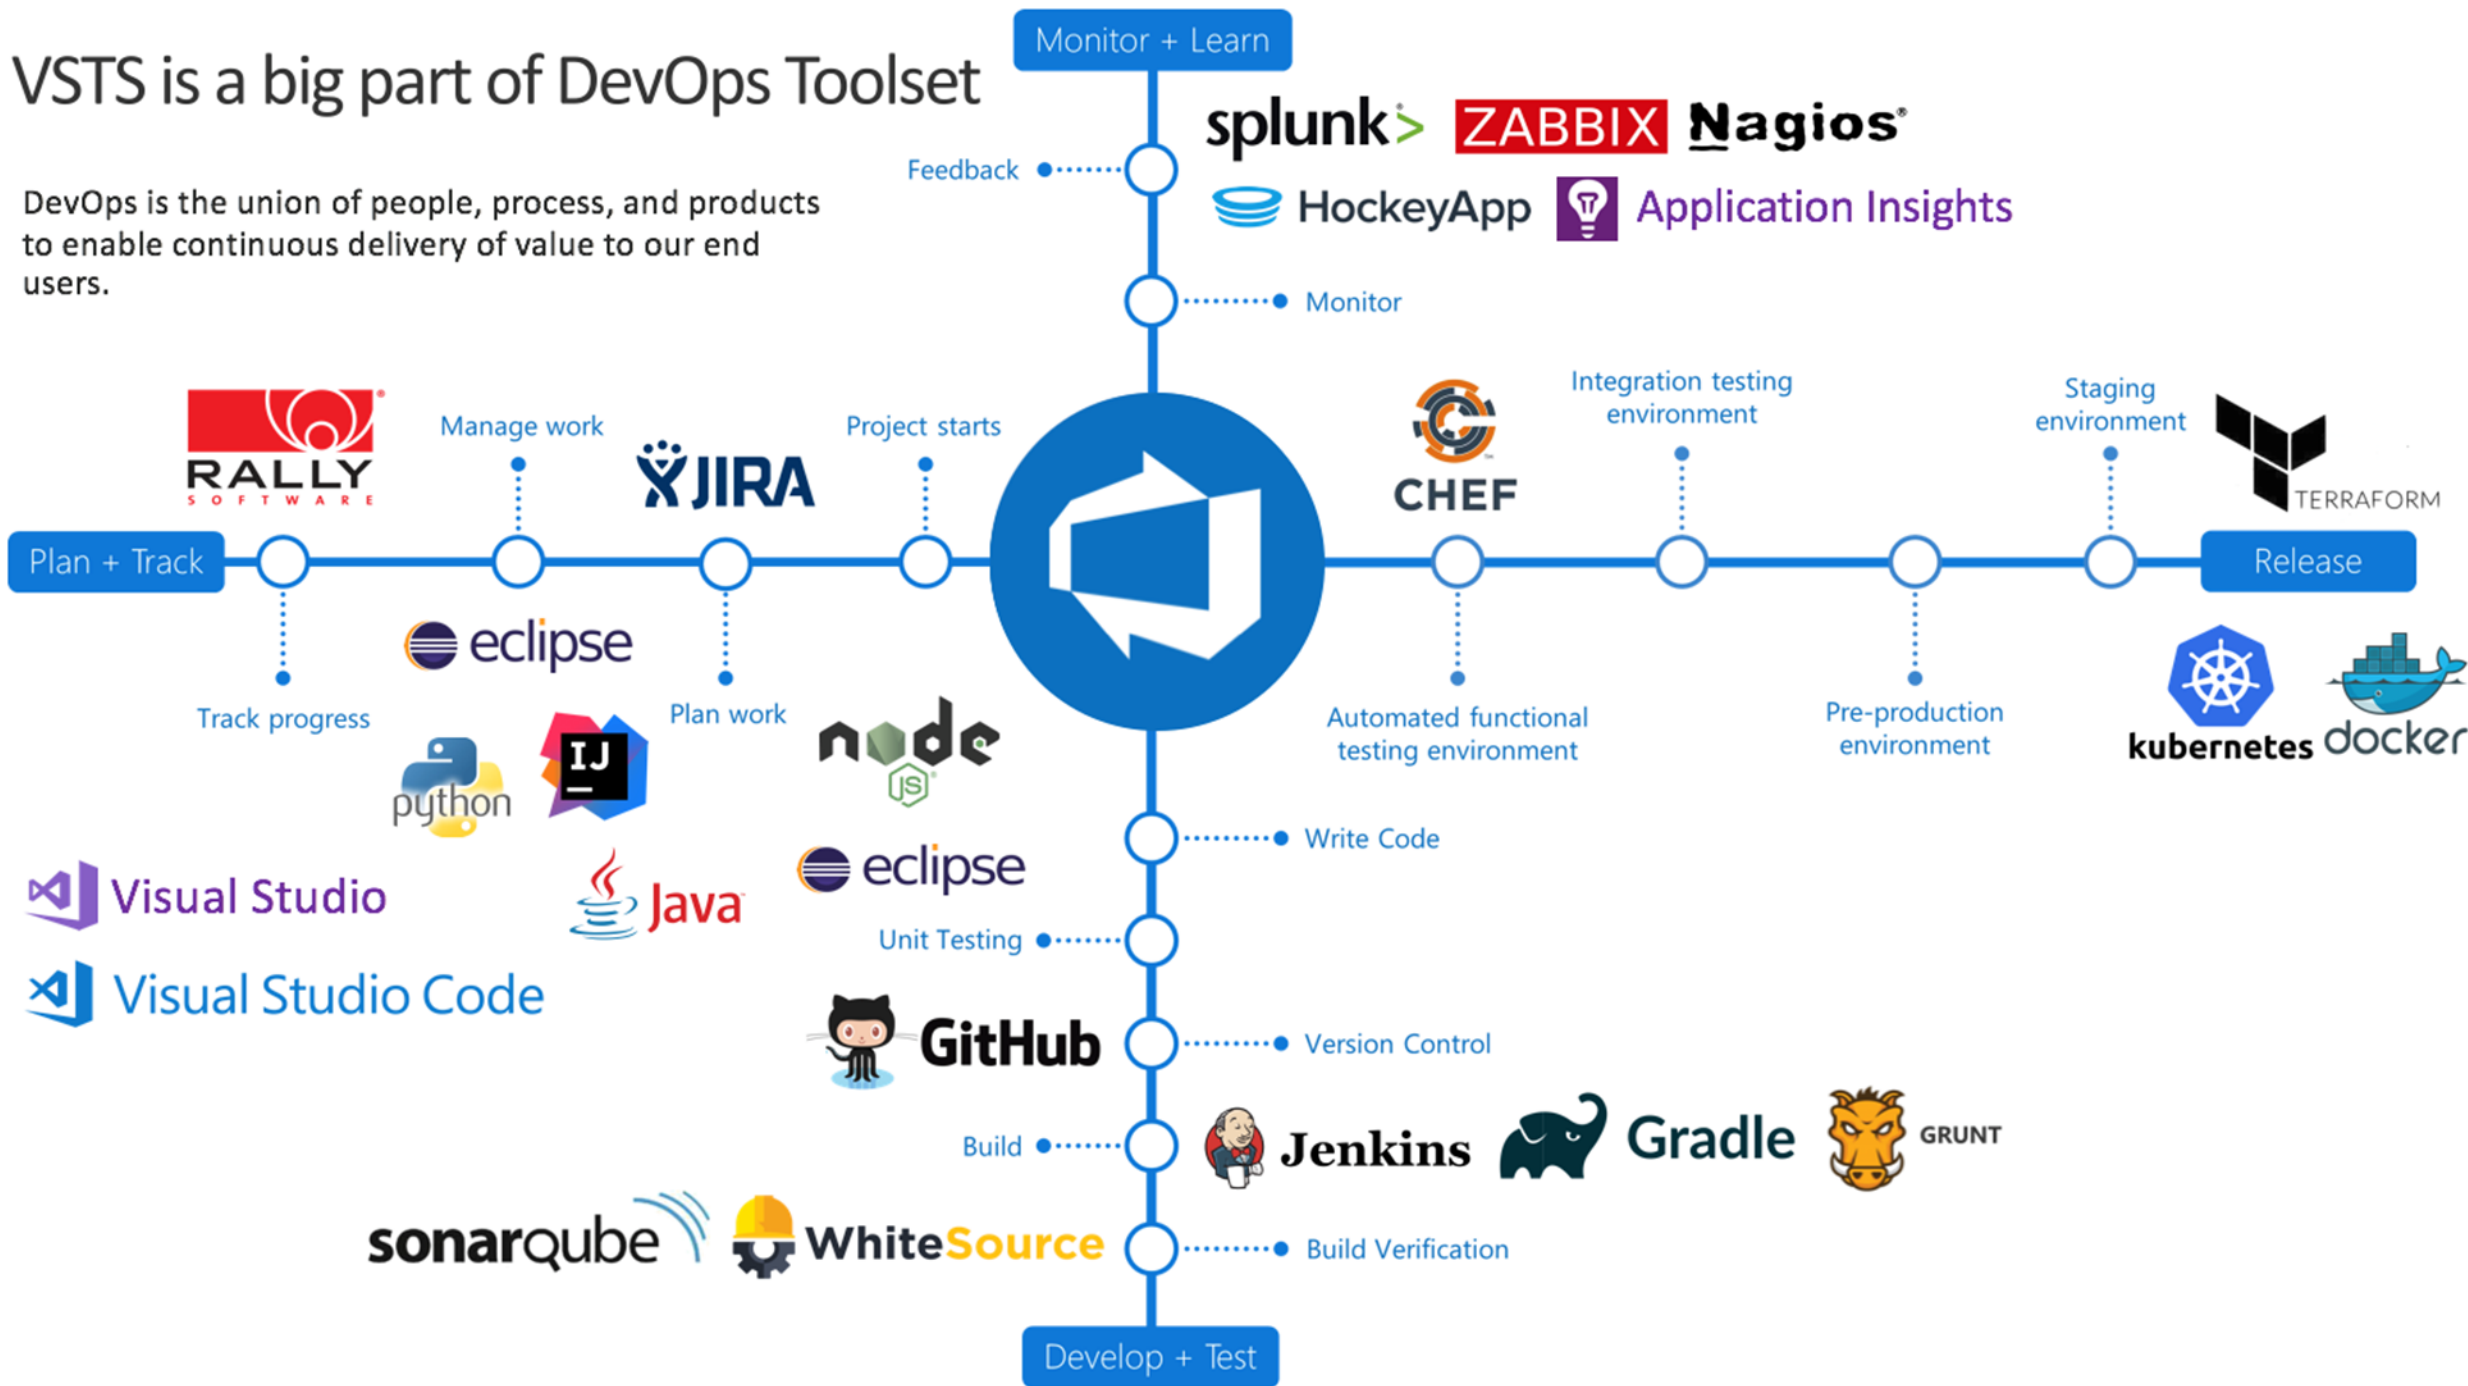 Monitor + Learn
VSTS is a big part of DevOps Toolset
splunk> ZABBIX Nagios®
Feedback
DevOps is the union of people, process, and products
to enable continuous delivery of value to our end
users.
HockeyApp Application Insights
Monitor
RALLY
SOFTWARE
Manage work
JIRA
Project starts
CHEF
Integration testing
environment
Staging
environment
TERRAFORM
Plan + Track
Release
eclipse
Track progress
Plan work
node
JS
python
IJ
Automated functional
testing environment
Pre-production
environment
kubernetes
docker
Write Code
Visual Studio
Java
eclipse
Unit Testing
Visual Studio Code
GitHub
Version Control
Build
Jenkins
Gradle
GRUNT
sonarqube
WhiteSource
Build Verification
Develop + Test